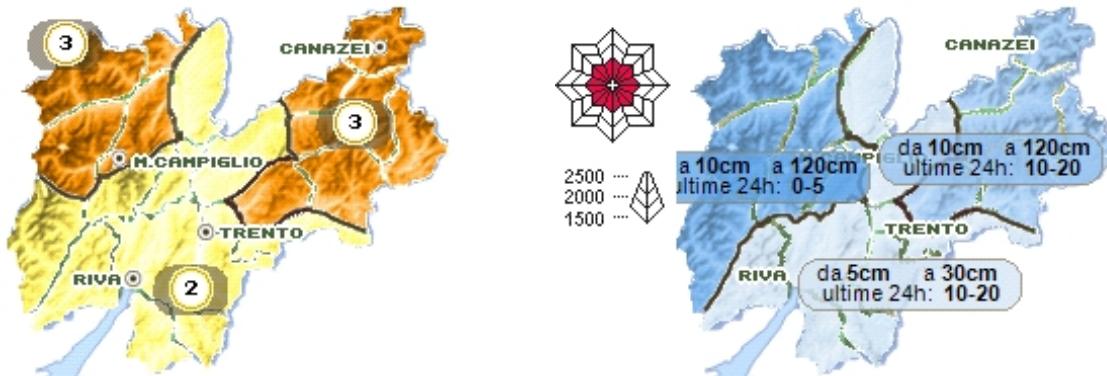 3
CANAZEI
3
M.CAMPIGLIO
TRENTO
RIVA
2
2500
2000
1500
CANAZEI
da 10cm a 120cm
ultime 24h: 10-20
a 10cm a 120cm
ultime 24h: 0-5
TRENTO
RIVA
da 5cm a 30cm
ultime 24h: 10-20